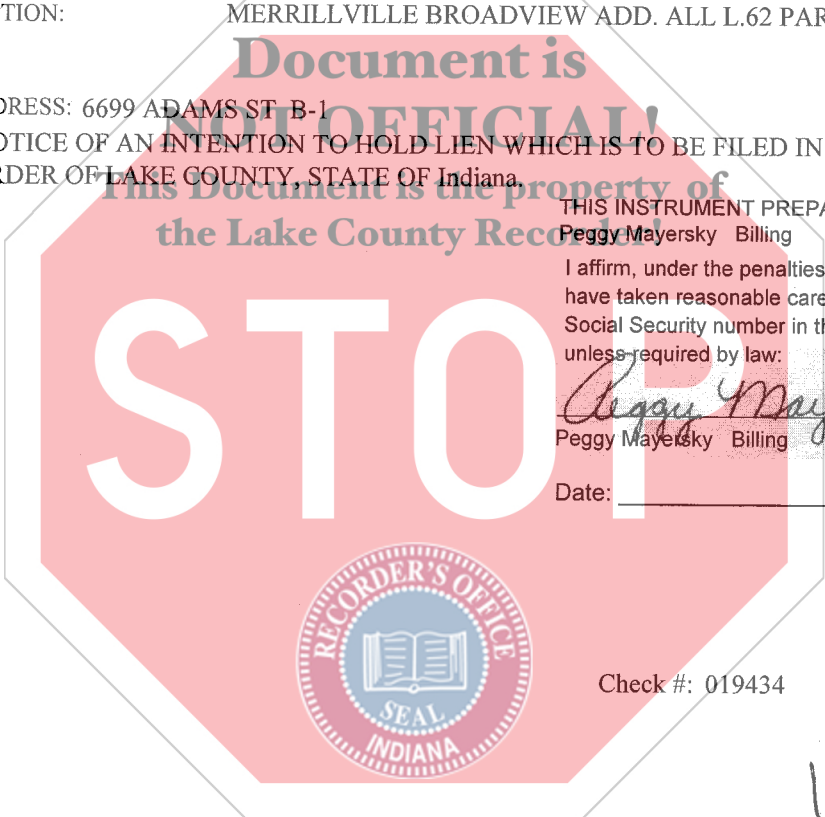 TION: MERRILLVILLE BROADVIEW ADD. ALL L.62 PAR
Document is
DRESS: 6699 ADAMS ST B-1
NOT OFFICIAL!
OTICE OF AN INTENTION TO HOLD LIEN WHICH IS TO BE FILED IN
RDER OF LAKE COUNTY, STATE OF Indiana.
This Document is the property of
the Lake County Recorder!
THIS INSTRUMENT PREPA
Peggy Mayersky Billing
I affirm, under the penalties
have taken reasonable care
Social Security number in th
unless required by law:
Peggy May
Peggy Mayersky Billing
Date:
STOP
RECORDER'S OFFICE
SEAL
INDIANA
Check #: 019434